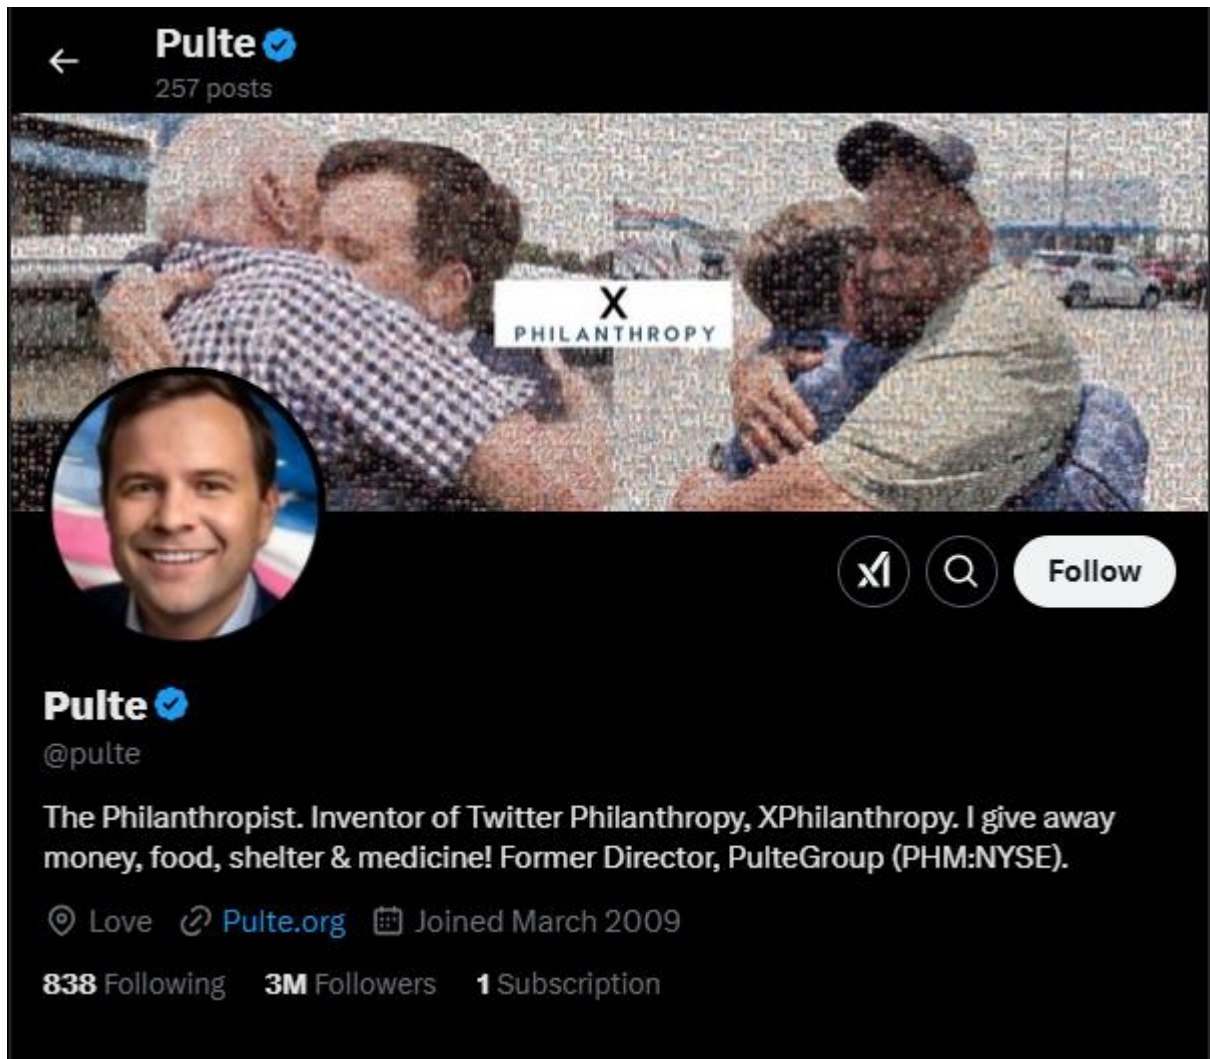 Pulte
257 posts
X
PHILANTHROPY
Follow
Pulte
@pulte
The Philanthropist. Inventor of Twitter Philanthropy, XPhilanthropy. I give away
money, food, shelter & medicine! Former Director, PulteGroup (PHM:NYSE).
Love Pulte.org Joined March 2009
838 Following 3M Followers 1 Subscription